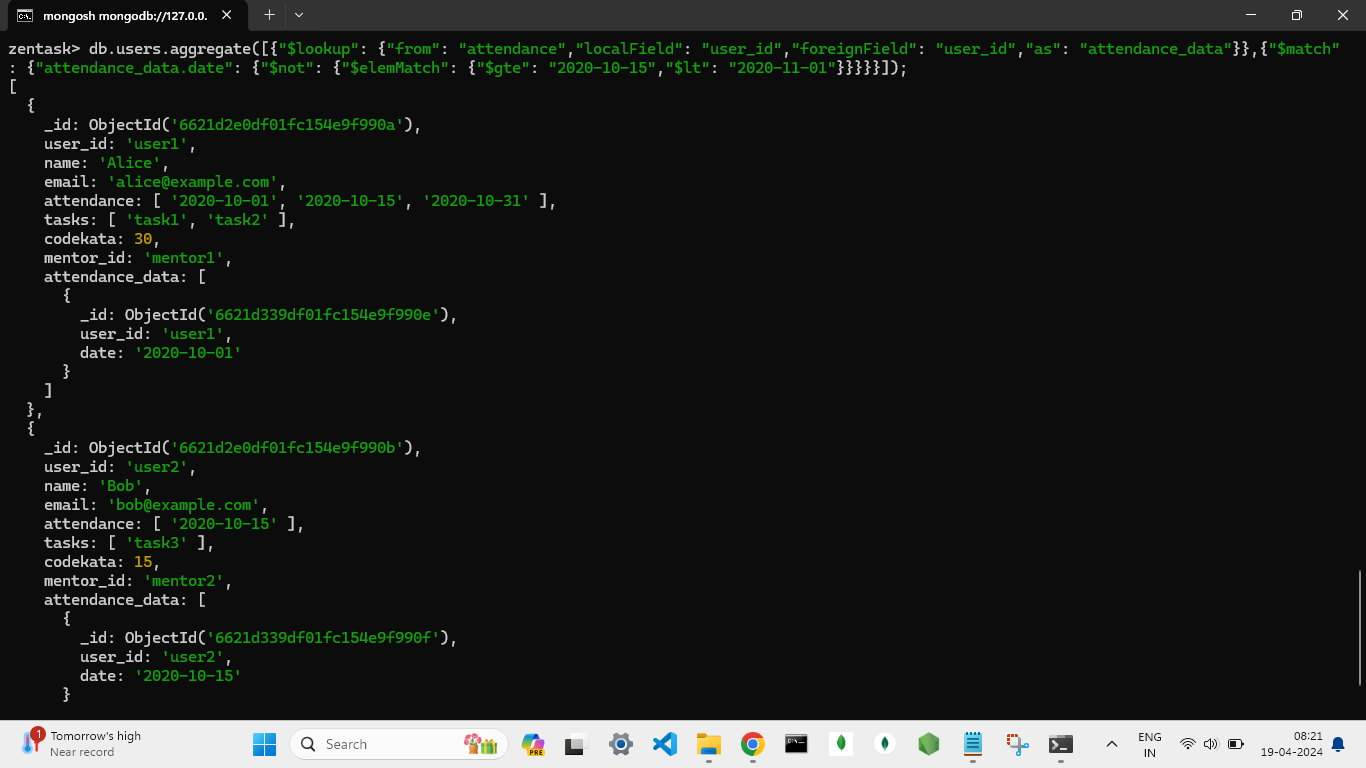 mongosh mongodb://127.0.0.
zentask> db.users.aggregate([{"$lookup": {"from": "attendance","localField": "user_id","foreignField": "user_id","as": "attendance_data"}},{"$match"
: {"attendance_data.date": {"$not": {"$elemMatch": {"$gte": "2020-10-15","$lt": "2020-11-01"}}}}}]);
[
  {
    _id: ObjectId('6621d2e0df01fc154e9f990a'),
    user_id: 'user1',
    name: 'Alice',
    email: 'alice@example.com',
    attendance: [ '2020-10-01', '2020-10-15', '2020-10-31' ],
    tasks: [ 'task1', 'task2' ],
    codekata: 30,
    mentor_id: 'mentor1',
    attendance_data: [
      {
        _id: ObjectId('6621d339df01fc154e9f990e'),
        user_id: 'user1',
        date: '2020-10-01'
      }
    ]
  },
  {
    _id: ObjectId('6621d2e0df01fc154e9f990b'),
    user_id: 'user2',
    name: 'Bob',
    email: 'bob@example.com',
    attendance: [ '2020-10-15' ],
    tasks: [ 'task3' ],
    codekata: 15,
    mentor_id: 'mentor2',
    attendance_data: [
      {
        _id: ObjectId('6621d339df01fc154e9f990f'),
        user_id: 'user2',
        date: '2020-10-15'
      }
1
Tomorrow's high
Near record
Search
PRE
ENG
IN
08:21
19-04-2024